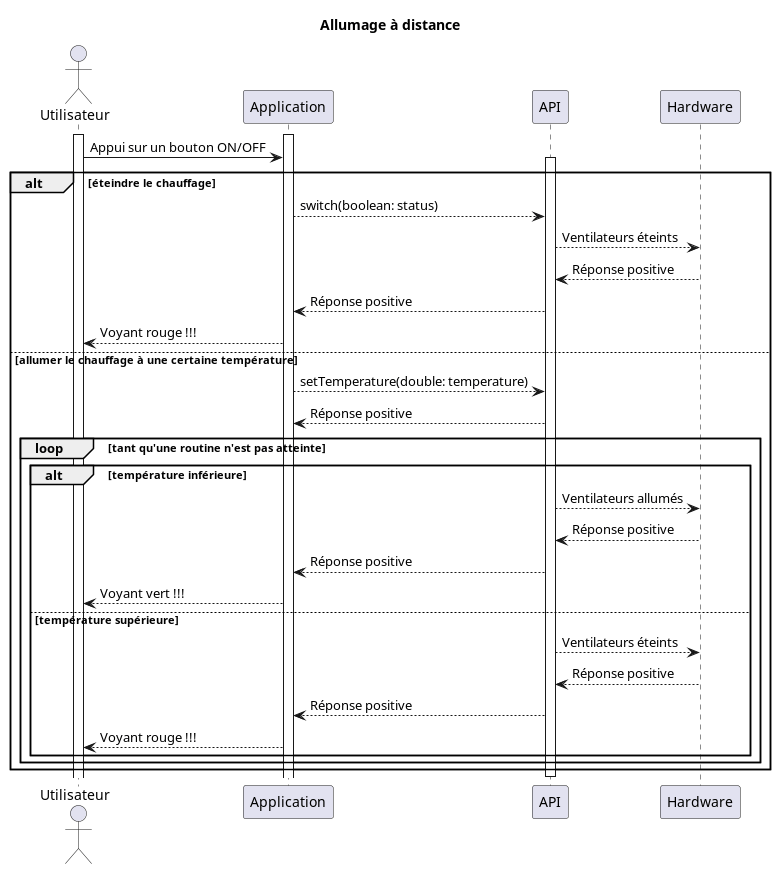 Allumage à distance
Utilisateur
Application
API
Hardware
Appui sur un bouton ON/OFF
alt [éteindre le chauffage]
switch(boolean: status)
Ventilateurs éteints
Réponse positive
Réponse positive
Voyant rouge !!!
[allumer le chauffage à une certaine température]
setTemperature(double: temperature)
Réponse positive
loop [tant qu'une routine n'est pas atteinte]
alt [température inférieure]
Ventilateurs allumés
Réponse positive
Réponse positive
Voyant vert !!!
[température supérieure]
Ventilateurs éteints
Réponse positive
Réponse positive
Voyant rouge !!!
Utilisateur
Application
API
Hardware